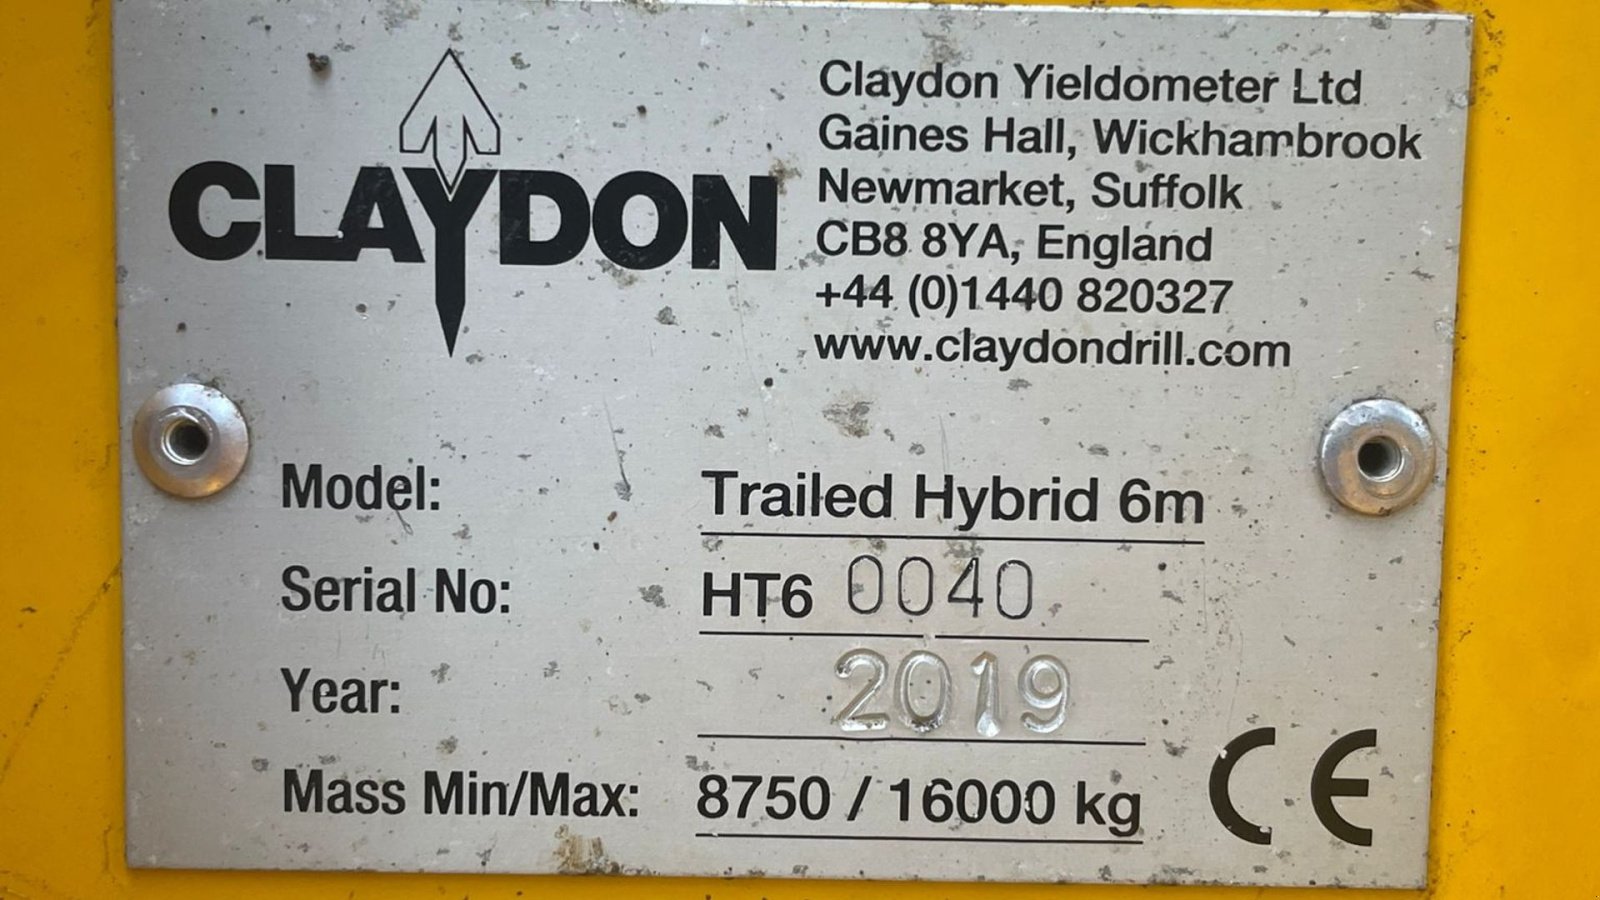 CLAYDON
Claydon Yieldometer Ltd
Gaines Hall, Wickhambrook
Newmarket, Suffolk
CB8 8YA, England
+44 (0)1440 820327
www.claydondrill.com
Model: Trailed Hybrid 6m
Serial No: HT6 0040
Year: 2019
Mass Min/Max: 8750 / 16000 kg
CE